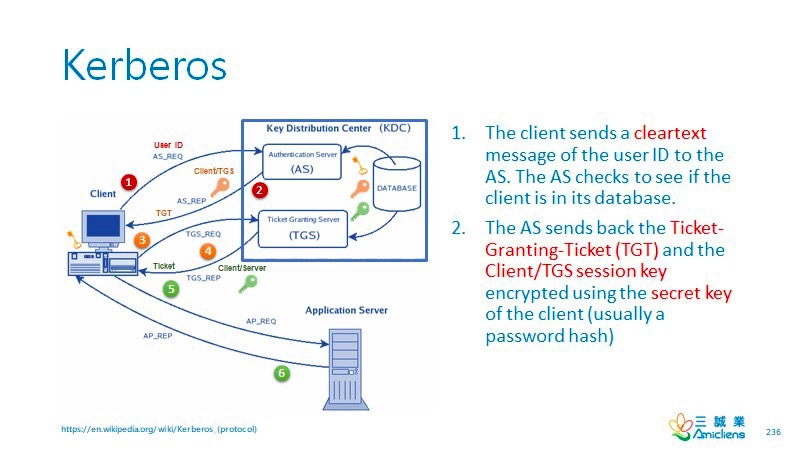 Kerberos
Key Distribution Center (KDC)
User ID
AS_REQ
Authentication Server
(AS)
Client/TGS
1
2
DATABASE
Client
AS_REP
TGT
Ticket Granting Server
(TGS)
3
TGS_REQ
4
Ticket
Client/Server
TGS_REP
5
Application Server
AP_REQ
AP_REP
6
1. The client sends a cleartext
message of the user ID to the
AS. The AS checks to see if the
client is in its database.
2. The AS sends back the Ticket-
Granting-Ticket (TGT) and the
Client/TGS session key
encrypted using the secret key
of the client (usually a
password hash)
https://en.wikipedia.org/wiki/Kerberos_(protocol)
三誠業
Amicliens
236